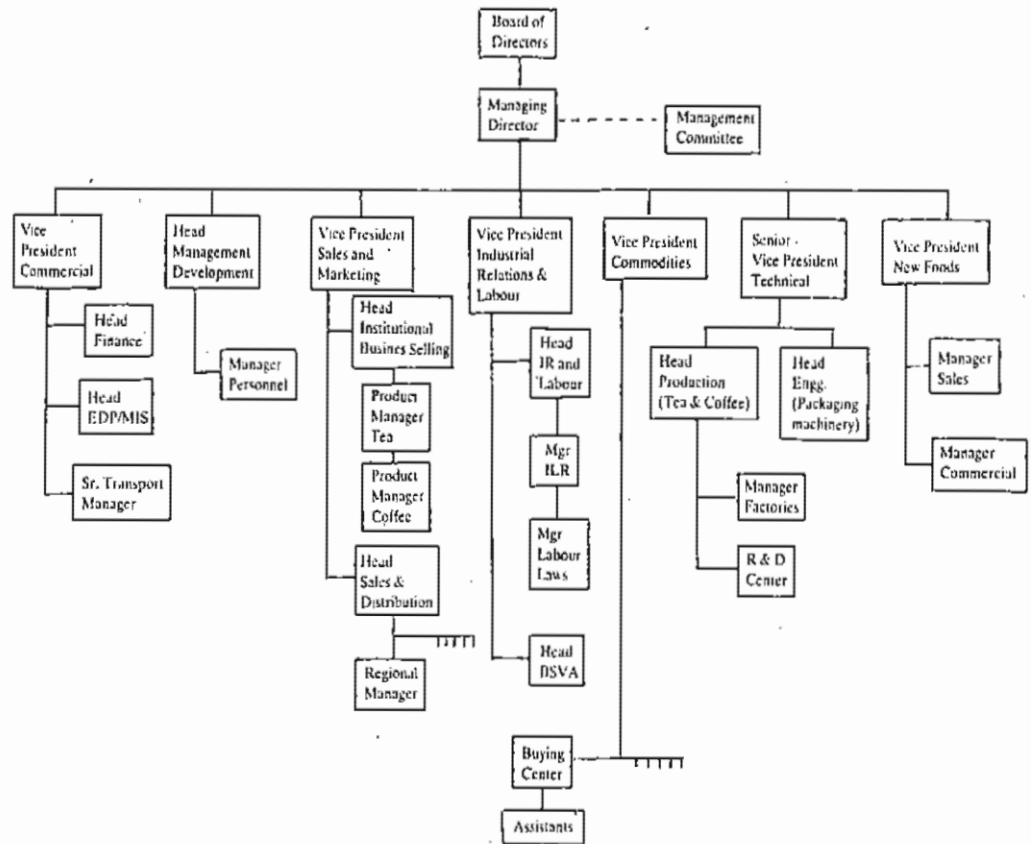 Board of
Directors
Managing
Director
Management
Committee
Vice
President
Commercial
Head
Management
Development
Vice President
Sales and
Marketing
Vice President
Industrial
Relations &
Labour
Vice President
Commodities
Senior -
Vice President
Technical
Vice President
New Foods
Head
Finance
Head
EDP/MIS
Sr. Transport
Manager
Manager
Personnel
Head
Institutional
Busines Selling
Product
Manager
Tea
Product
Manager
Coffee
Head
Sales &
Distribution
Regional
Manager
Head
IR and
Labour
Mgr
ILR
Mgr
Labour
Laws
Head
BSVA
Buying
Center
Assistants
Head
Production
(Tea & Coffee)
Head
Engg.
(Packaging
machinery)
Manager
Factories
R & D
Center
Manager
Sales
Manager
Commercial